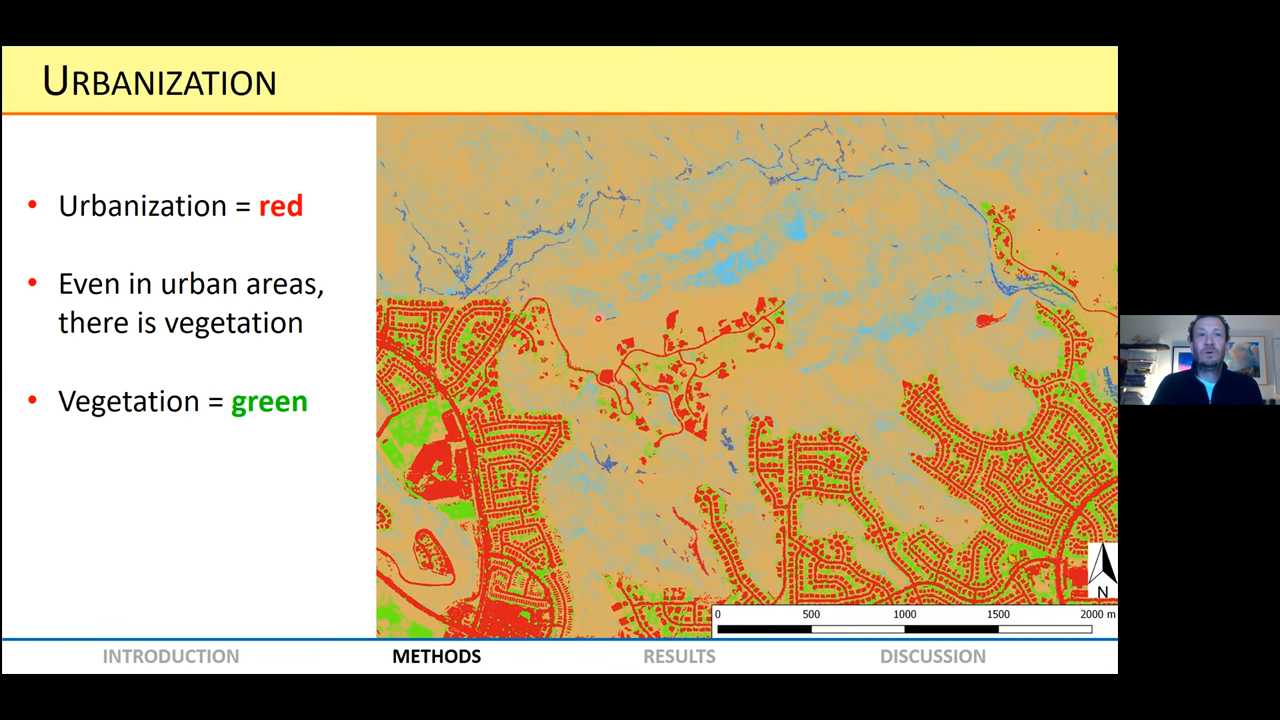 URBANIZATION
• Urbanization = red
• Even in urban areas,
there is vegetation
• Vegetation = green
N
0 500 1000 1500 2000 m
INTRODUCTION METHODS RESULTS DISCUSSION